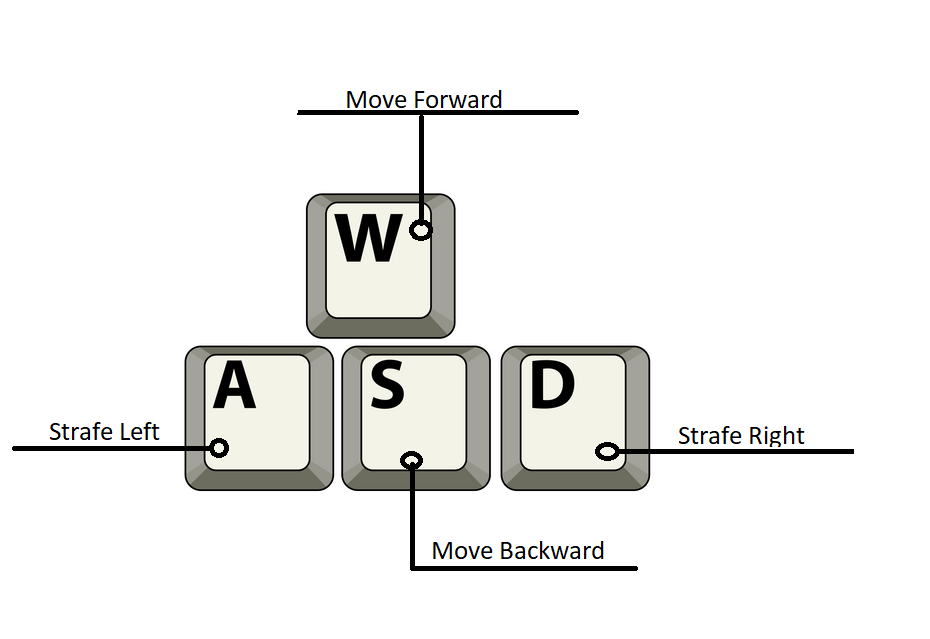 Move Forward
W
A
S
D
Strafe Left
Strafe Right
Move Backward